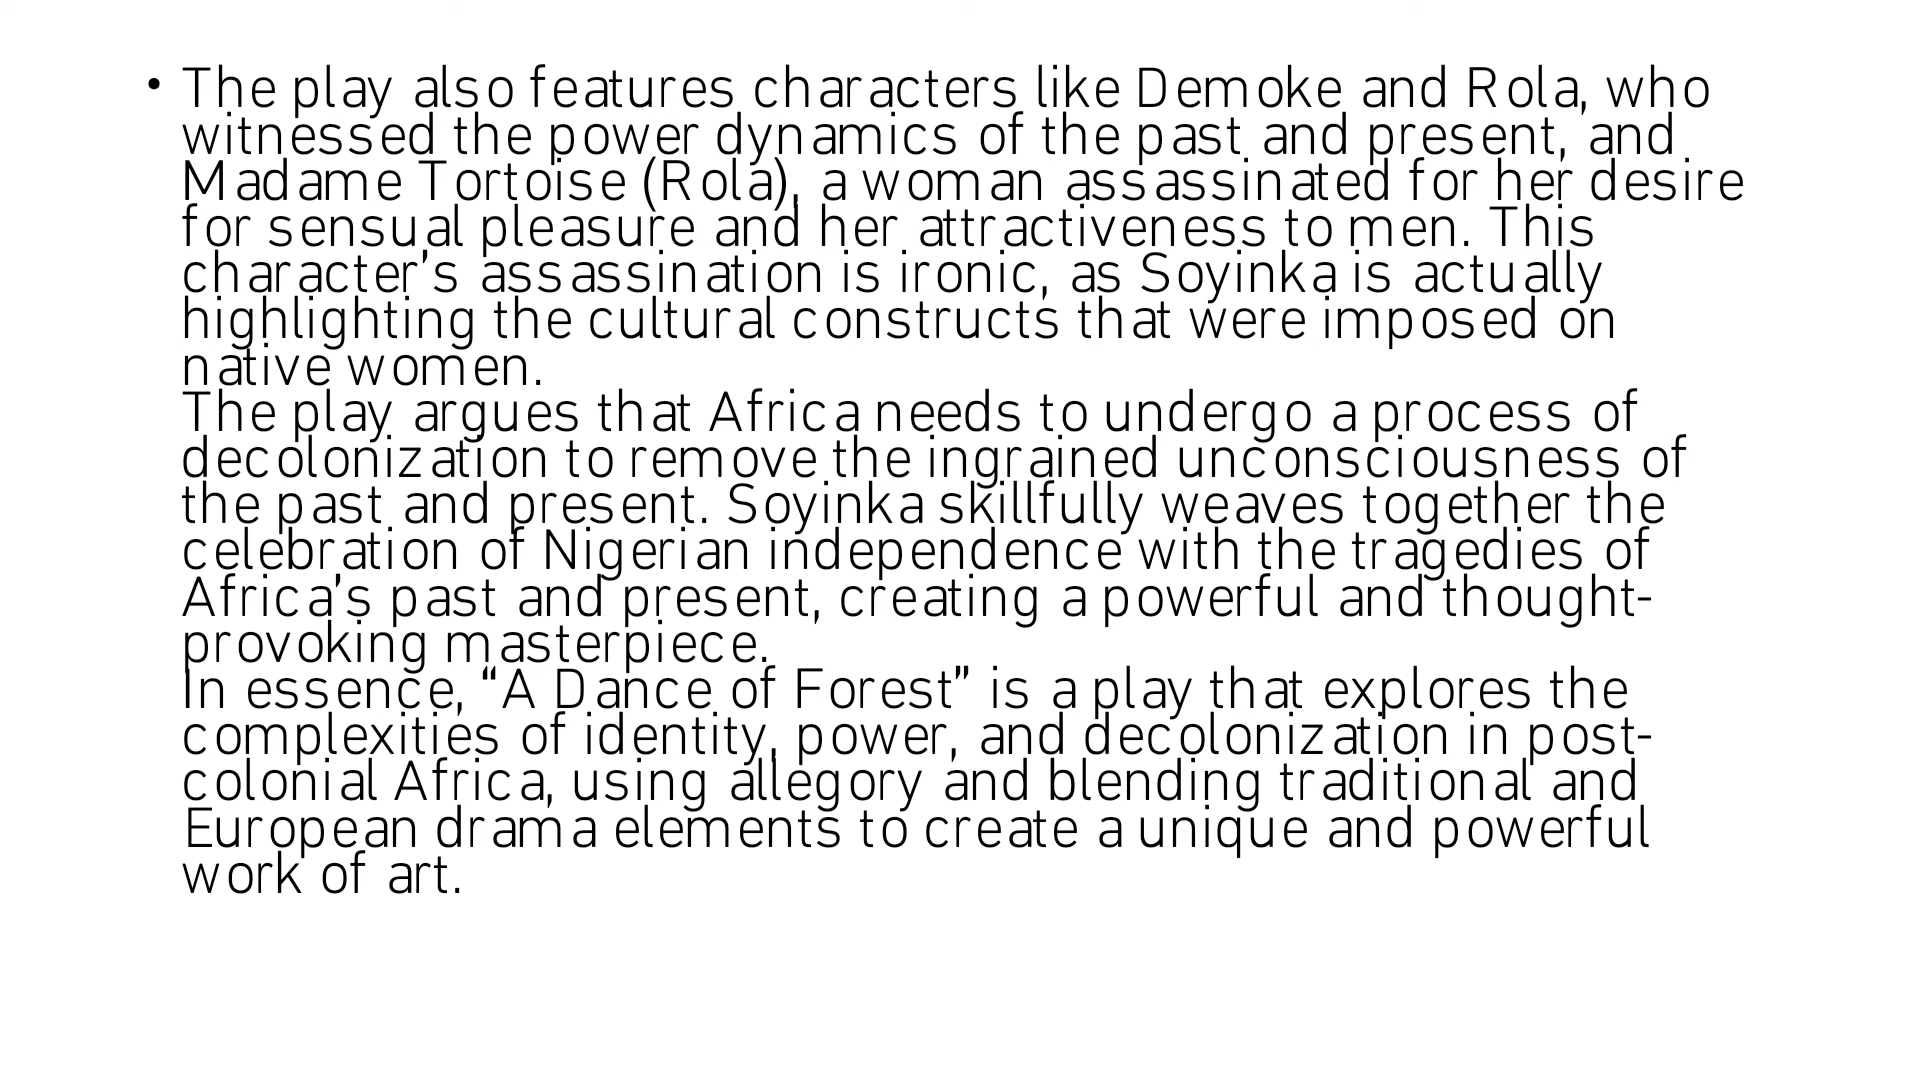 • The play also features characters like Demoke and Rola, who
witnessed the power dynamics of the past and present, and
Madame Tortoise (Rola), a woman assassinated for her desire
for sensual pleasure and her attractiveness to men. This
character’s assassination is ironic, as Soyinka is actually
highlighting the cultural constructs that were imposed on
native women.
The play argues that Africa needs to undergo a process of
decolonization to remove the ingrained unconsciousness of
the past and present. Soyinka skillfully weaves together the
celebration of Nigerian independence with the tragedies of
Africa’s past and present, creating a powerful and thought-
provoking masterpiece.
In essence, “A Dance of Forest” is a play that explores the
complexities of identity, power, and decolonization in post-
colonial Africa, using allegory and blending traditional and
European drama elements to create a unique and powerful
work of art.